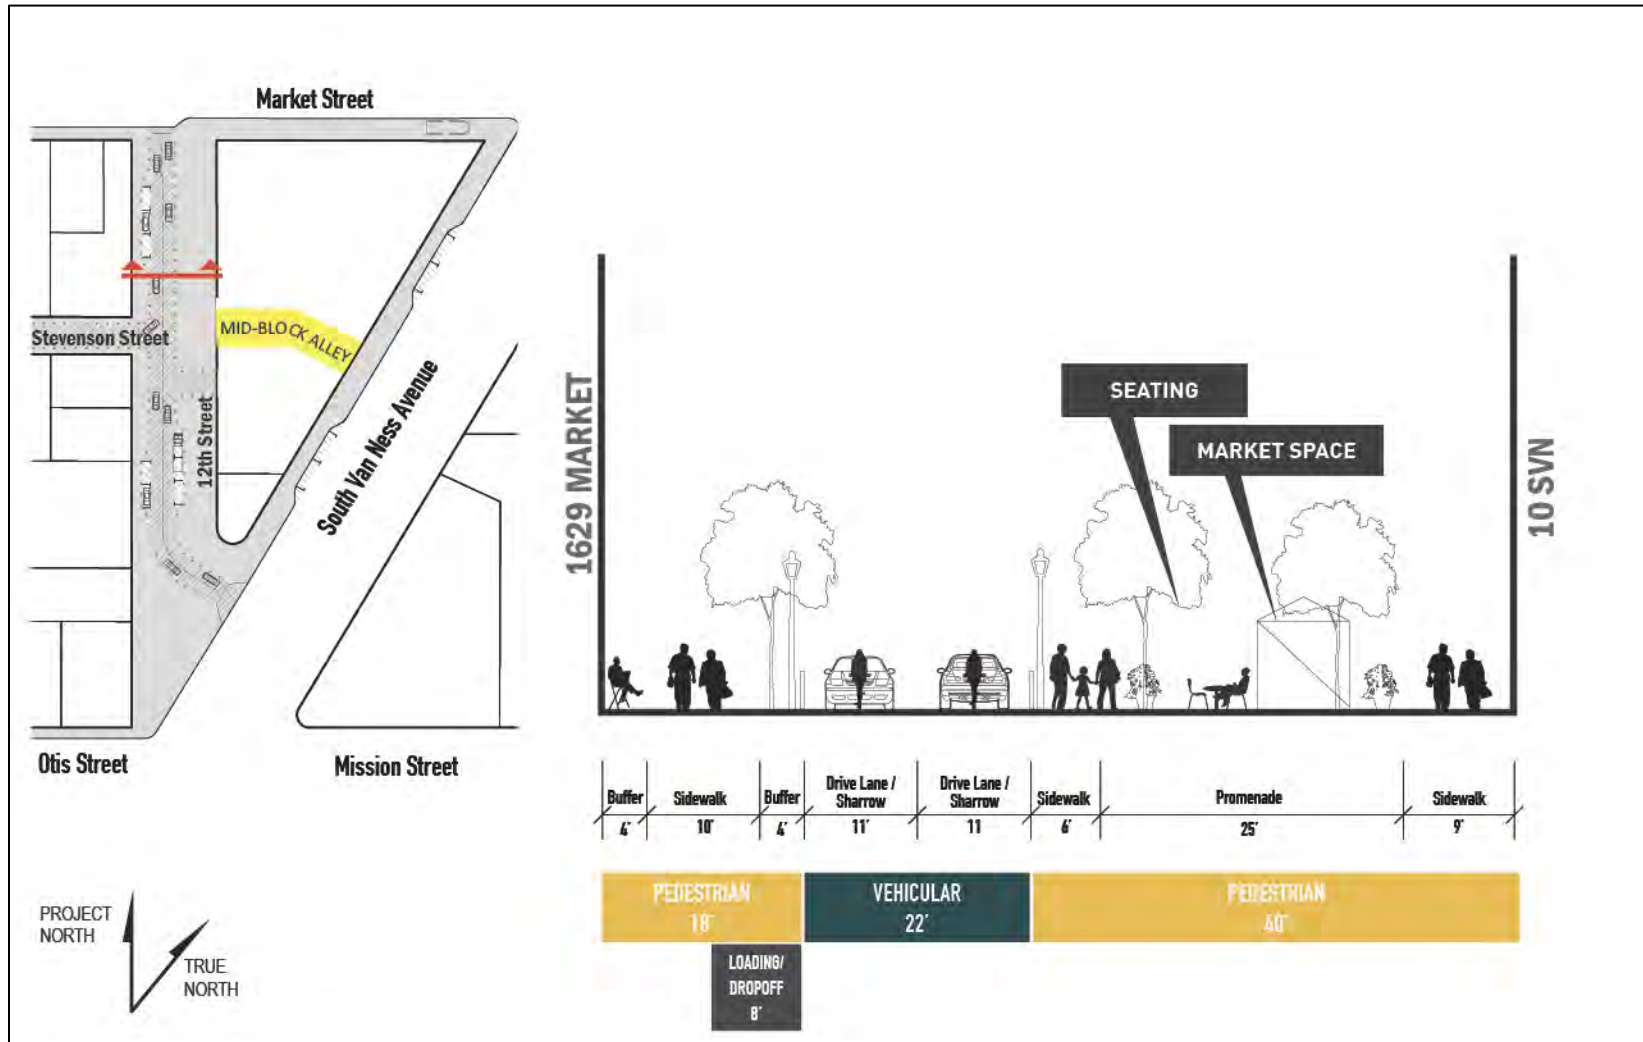 Market Street
Stevenson Street
MID-BLOCK ALLEY
12th Street
South Van Ness Avenue
Otis Street
Mission Street
PROJECT
NORTH
TRUE
NORTH
1629 MARKET
SEATING
MARKET SPACE
10 SVN
Buffer
4'
Sidewalk
10'
Buffer
4'
Drive Lane /
Sharrow
11'
Drive Lane /
Sharrow
11
Sidewalk
6'
Promenade
25'
Sidewalk
9'
PEDESTRIAN
18'
VEHICULAR
22'
PEDESTRIAN
40'
LOADING/
DROPOFF
8'